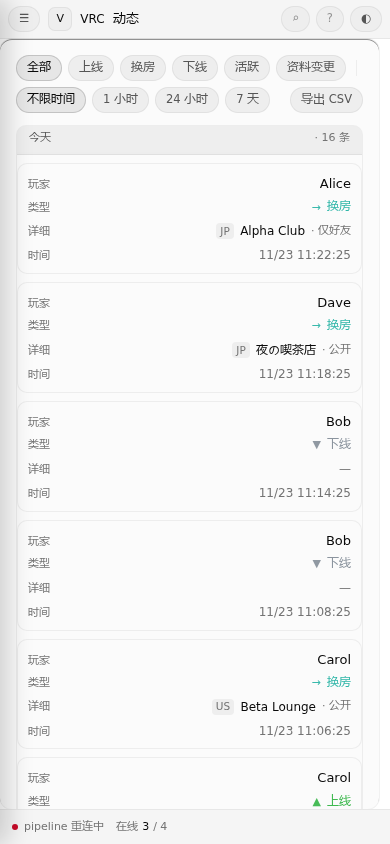 ☰ V VRC 动态 ⌕ ? ◐
全部 上线 换房 下线 活跃 资料变更
不限时间 1 小时 24 小时 7 天 导出 CSV
今天 · 16 条
玩家 Alice
类型 → 换房
详细 JP Alpha Club · 仅好友
时间 11/23 11:22:25
玩家 Dave
类型 → 换房
详细 JP 夜の喫茶店 · 公开
时间 11/23 11:18:25
玩家 Bob
类型 ▼ 下线
详细 —
时间 11/23 11:14:25
玩家 Bob
类型 ▼ 下线
详细 —
时间 11/23 11:08:25
玩家 Carol
类型 → 换房
详细 US Beta Lounge · 公开
时间 11/23 11:06:25
玩家 Carol
类型 ▲ 上线
pipeline 重连中 在线 3 / 4